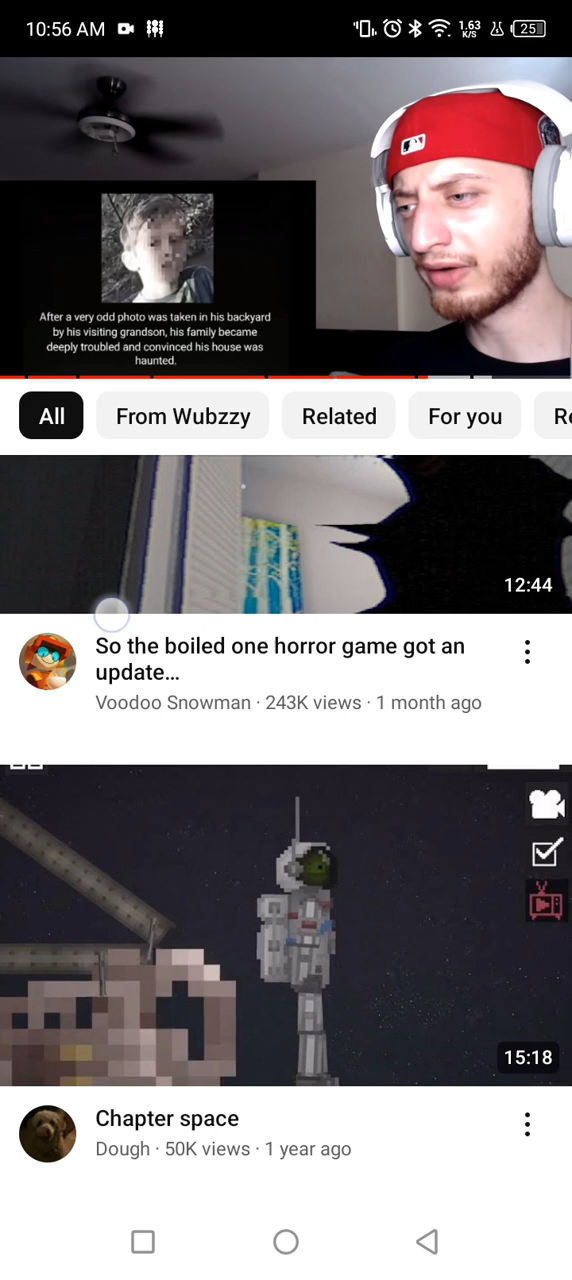 10:56 AM
1.63
K/S
25
After a very odd photo was taken in his backyard
by his visiting grandson, his family became
deeply troubled and convinced his house was
haunted.
All
From Wubzzy
Related
For you
Re
12:44
So the boiled one horror game got an
update...
Voodoo Snowman · 243K views · 1 month ago
15:18
Chapter space
Dough · 50K views · 1 year ago